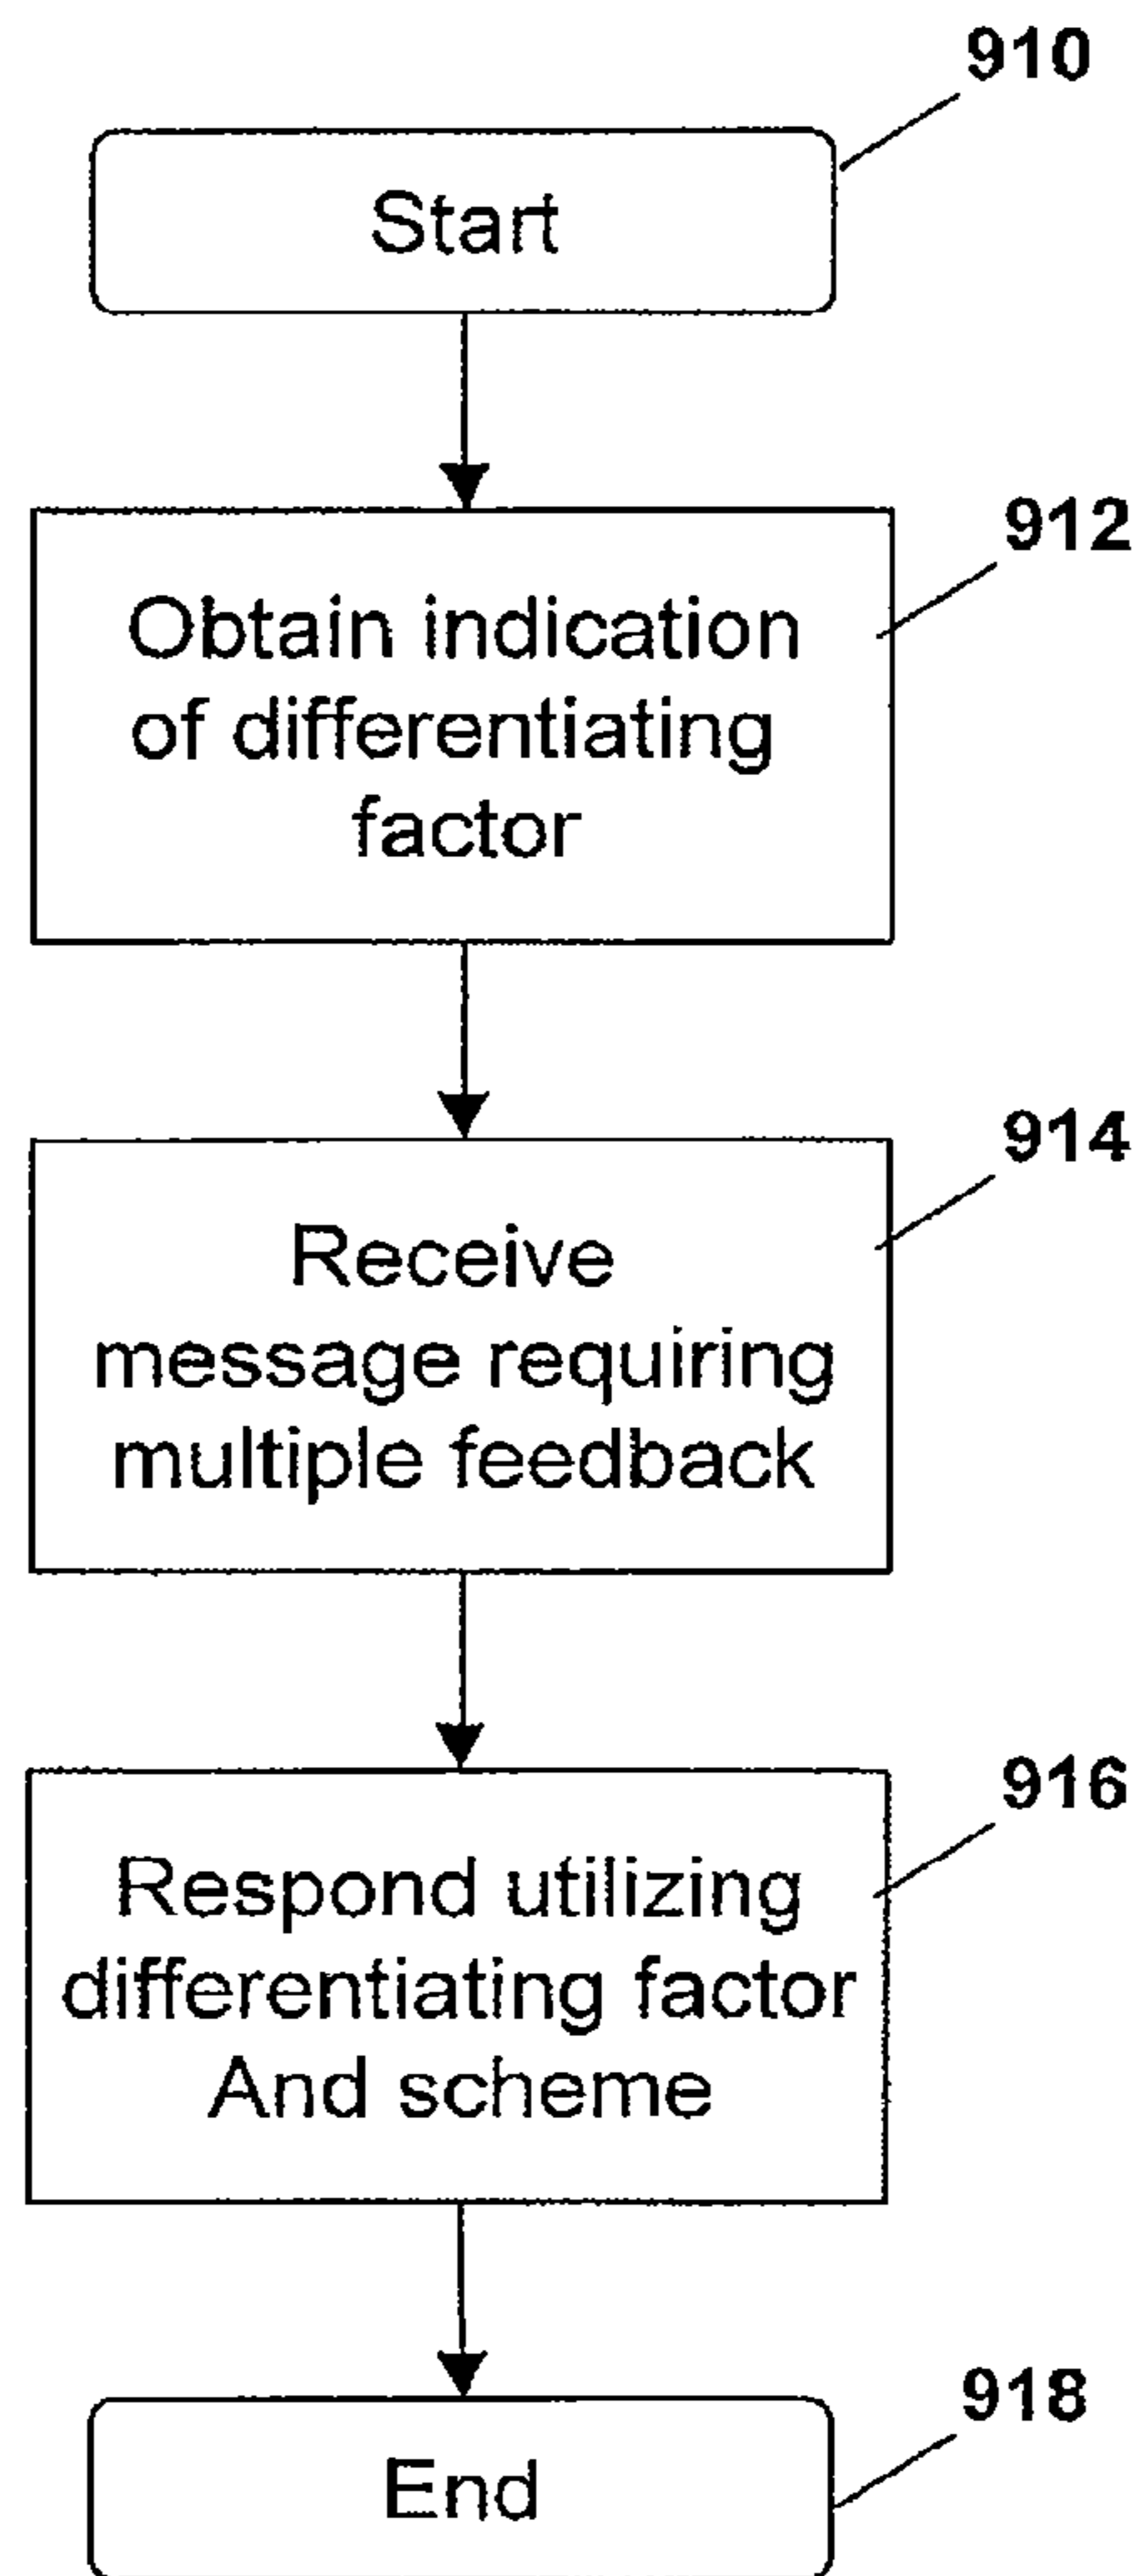 910
Start
912
Obtain indication
of differentiating
factor
914
Receive
message requiring
multiple feedback
916
Respond utilizing
differentiating factor
And scheme
918
End